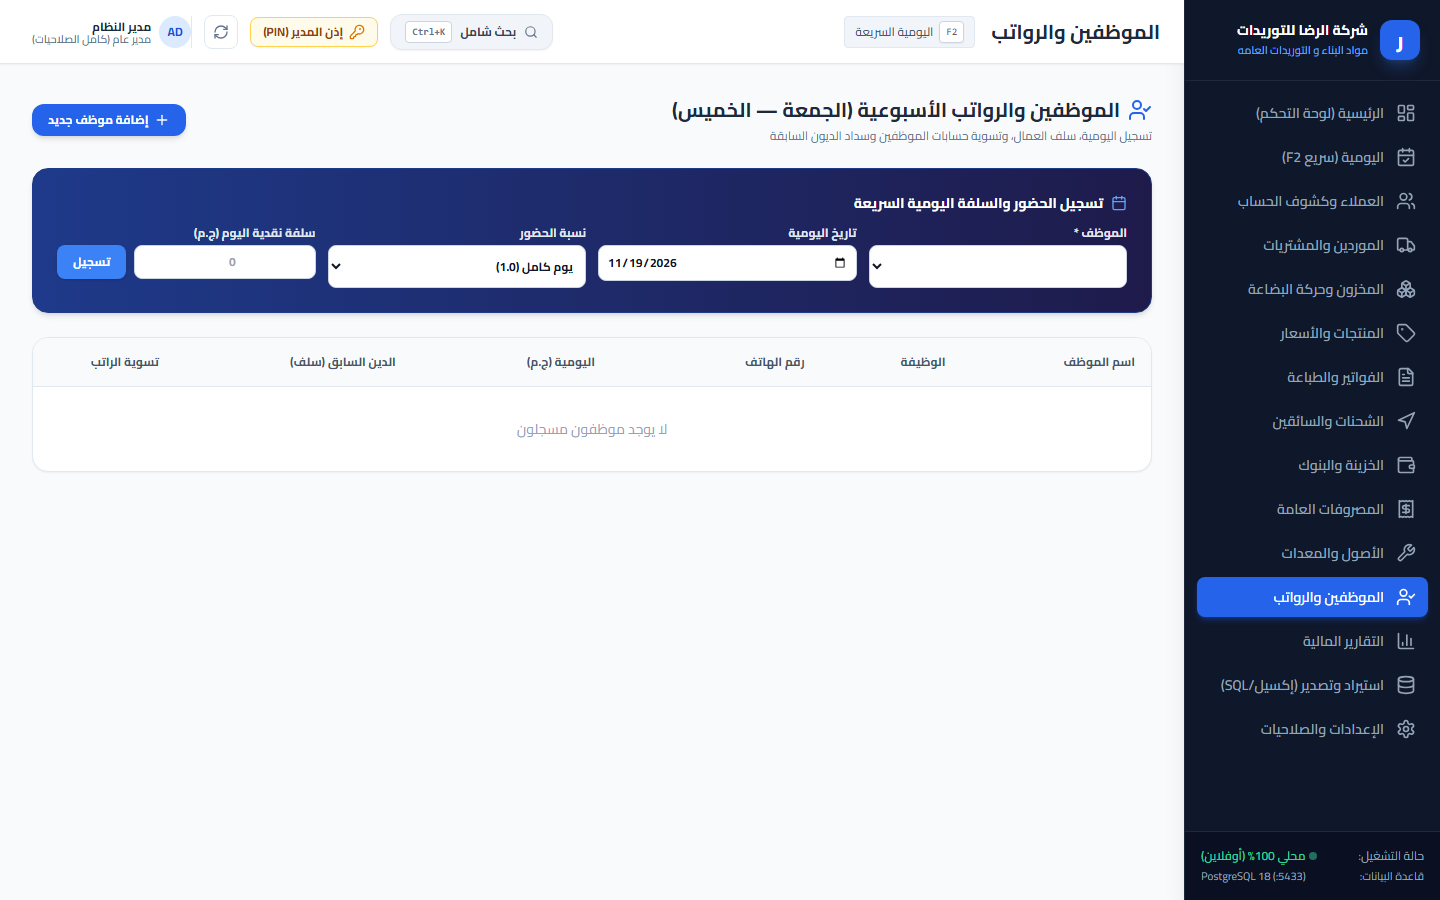 ر
شركة الرضا للتوريدات
مواد البناء و التوريدات العامه
الرئيسية (لوحة التحكم)
اليومية (سريع F2)
العملاء وكشوف الحساب
الموردين والمشتريات
المخزون وحركة البضاعة
المنتجات والأسعار
الفواتير والطباعة
الشحنات والسائقين
الخزينة والبنوك
المصروفات العامة
الأصول والمعدات
الموظفين والرواتب
التقارير المالية
استيراد وتصدير (إكسيل/SQL)
الإعدادات والصلاحيات
حالة التشغيل: محلي 100% (أوفلاين)
قاعدة البيانات: PostgreSQL 18 (:5433)
الموظفين والرواتب
F2 اليومية السريعة
بحث شامل Ctrl+K
إذن المدير (PIN)
AD
مدير النظام
مدير عام (كامل الصلاحيات)
الموظفين والرواتب الأسبوعية (الجمعة — الخميس)
تسجيل اليومية، سلف العمال، وتسوية حسابات الموظفين وسداد الديون السابقة
إضافة موظف جديد
تسجيل الحضور والسلفة اليومية السريعة
الموظف * تاريخ اليومية نسبة الحضور سلفة نقدية اليوم (ج.م)
11/19/2026 يوم كامل (1.0) 0 تسجيل
اسم الموظف الوظيفة رقم الهاتف اليومية (ج.م) الدين السابق (سلف) تسوية الراتب
لا يوجد موظفون مسجلون